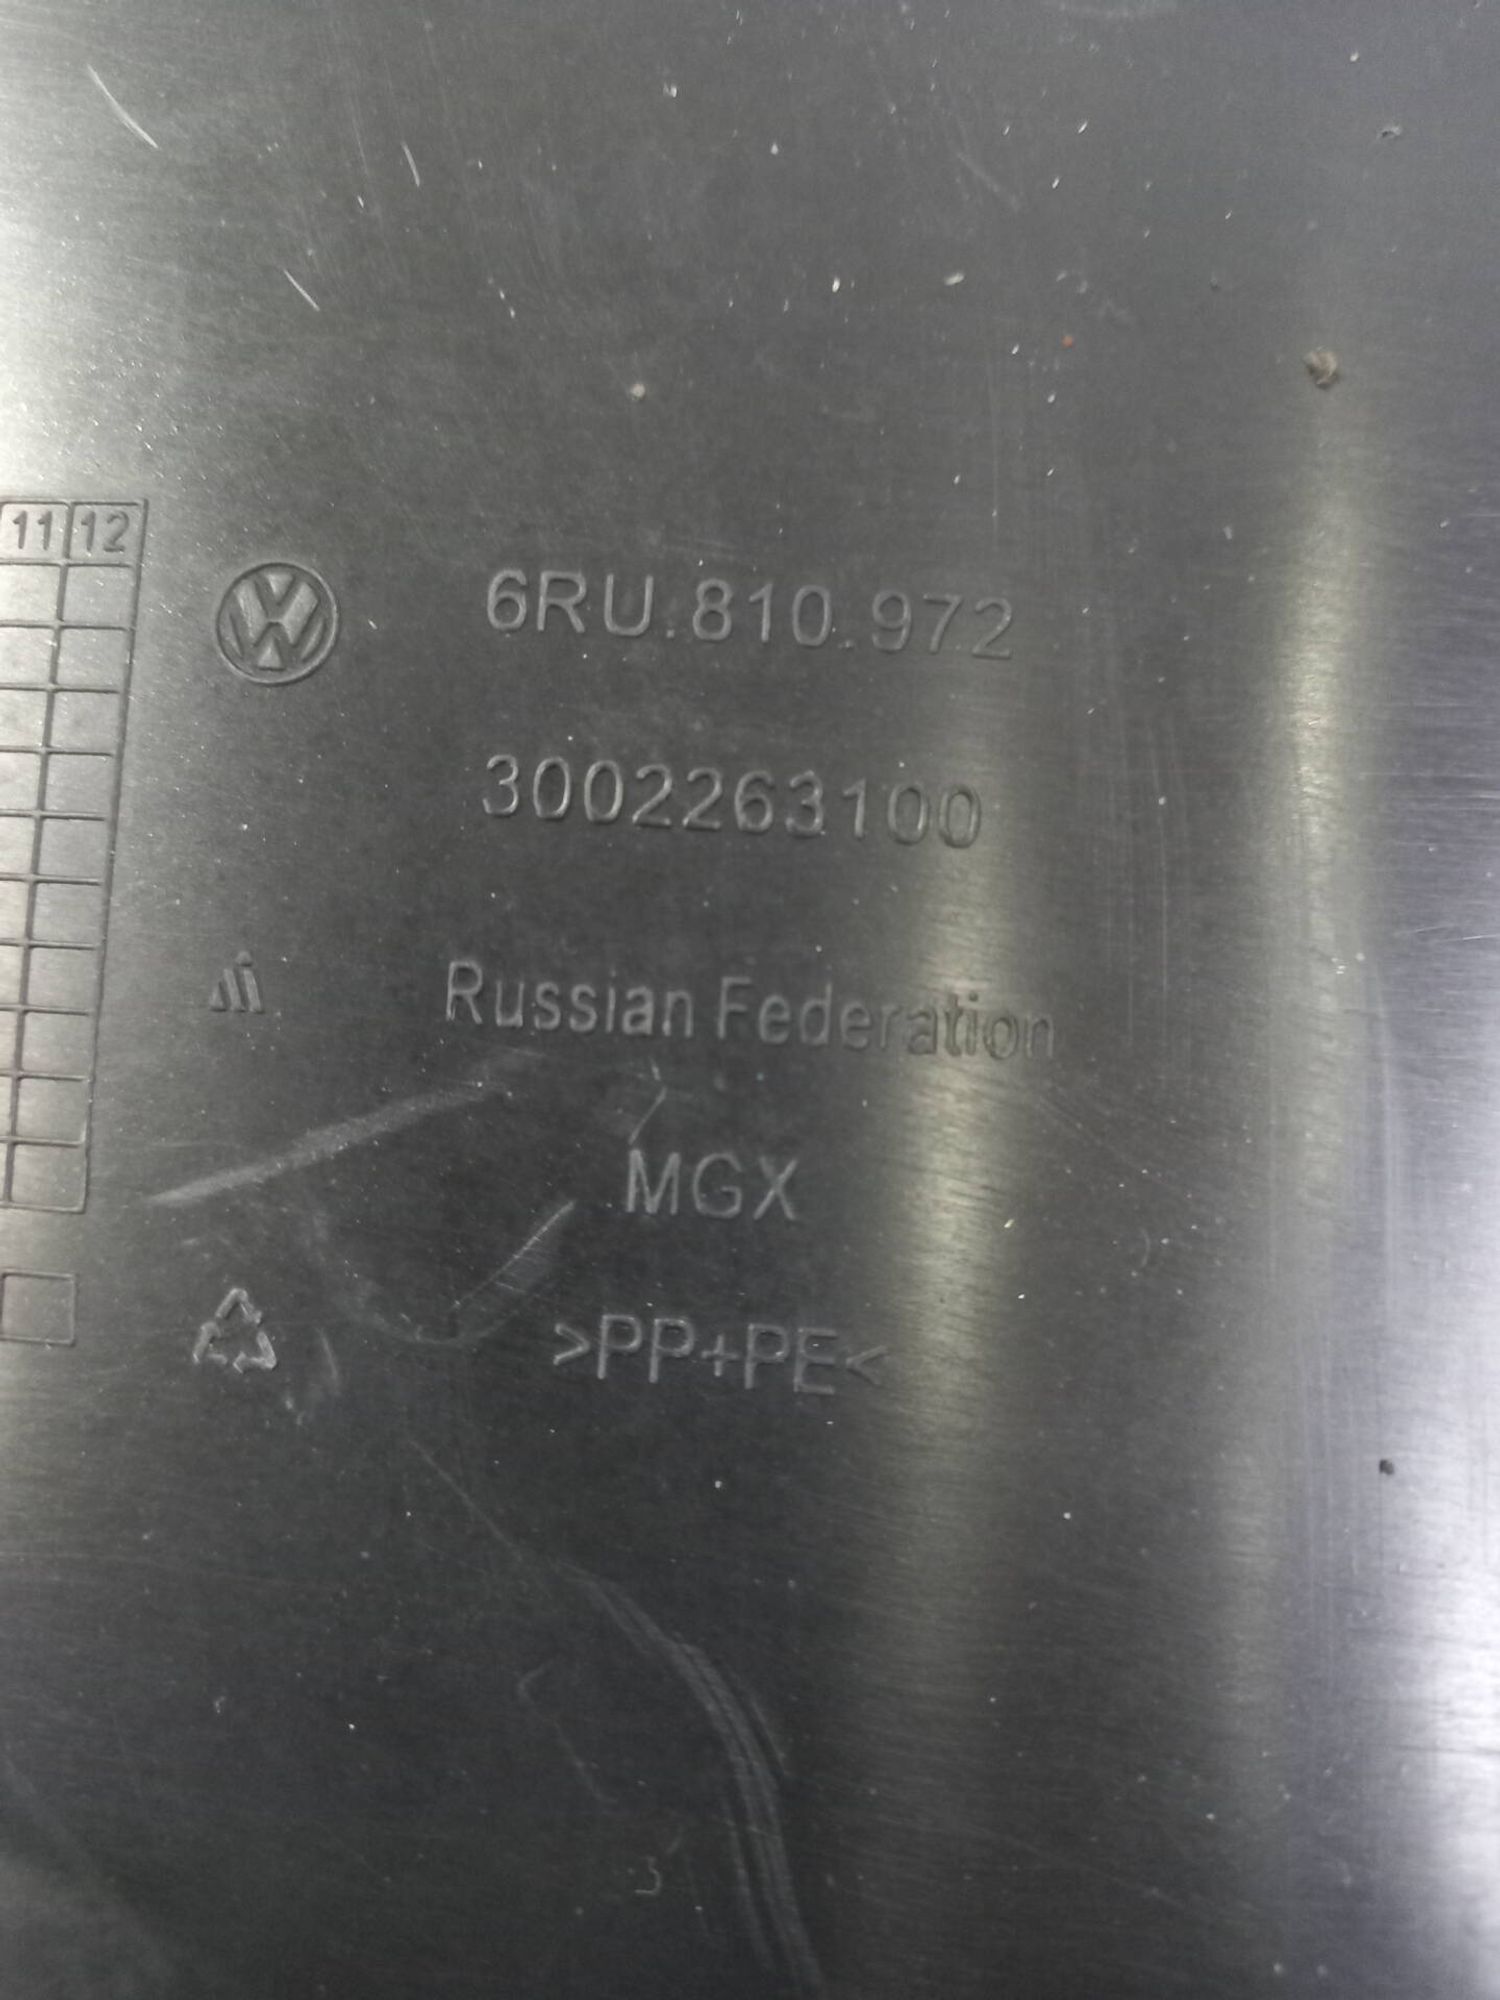 11 12
6RU.810.972
3002263100
Russian Federation
MGX
>PP+PE<